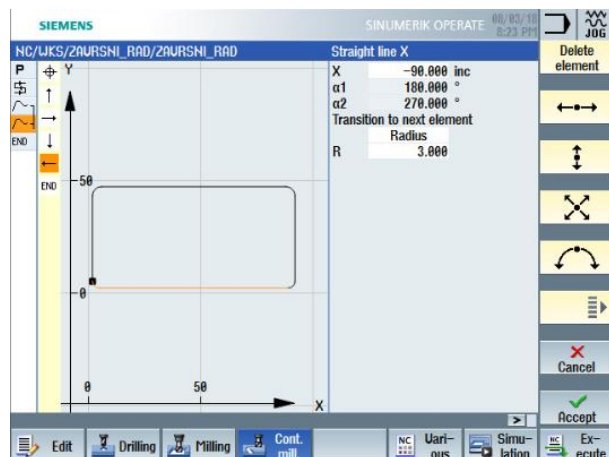 SIEMENS
SINUMERIK OPERATE
08/03/18
8:23 PM
JOG
NC/WKS/ZAVRSNI_RAD/ZAVRSNI_RAD
Straight line X
Delete
element
P
Y
X -90.000 inc
α1 180.000 °
α2 270.000 °
Transition to next element
Radius
R 3.000
END
END
50
0
0 50
X
Cancel
Accept
Edit
Drilling
Milling
Cont.
mill
NC
Vari-
ous
Simu-
lation
NC
Ex-
ecute